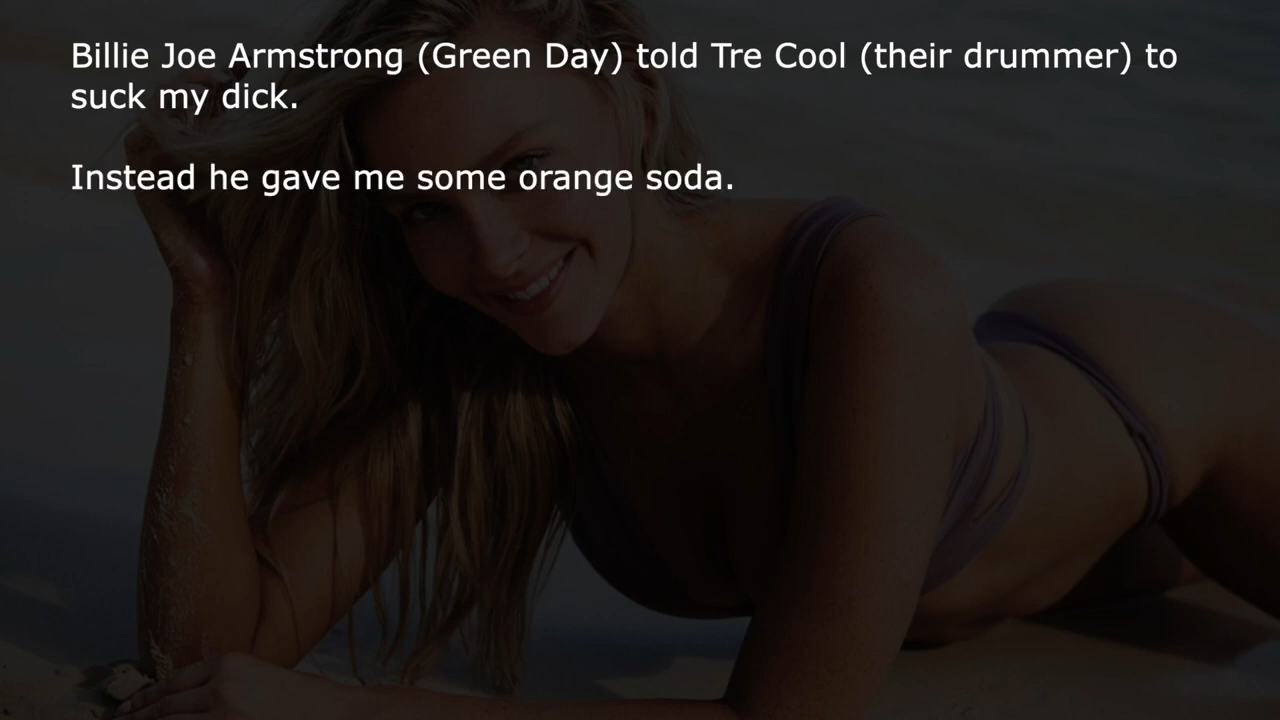 Billie Joe Armstrong (Green Day) told Tre Cool (their drummer) to
suck my dick.
Instead he gave me some orange soda.